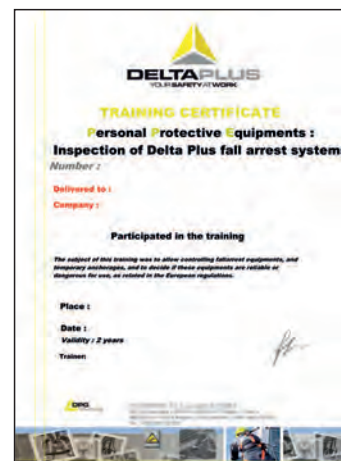 DELTAPLUS
YOUR SAFETY AT WORK
TRAINING CERTIFICATE
Personal Protective Equipments :
Inspection of Delta Plus fall arrest system
Number :
Delivered to :
Company :
Participated in the training
The subject of this training was to allow controlling fallarrest equipments, and
temporary anchorages, and to decide if these equipments are reliable or
dangerous for use, as related in the European regulations.
Place :
Date :
Validity : 2 years
Trainer:
DPG